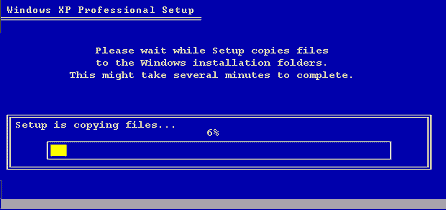 Windows XP Professional Setup
Please wait while Setup copies files
to the Windows installation folders.
This might take several minutes to complete.
Setup is copying files...
6%